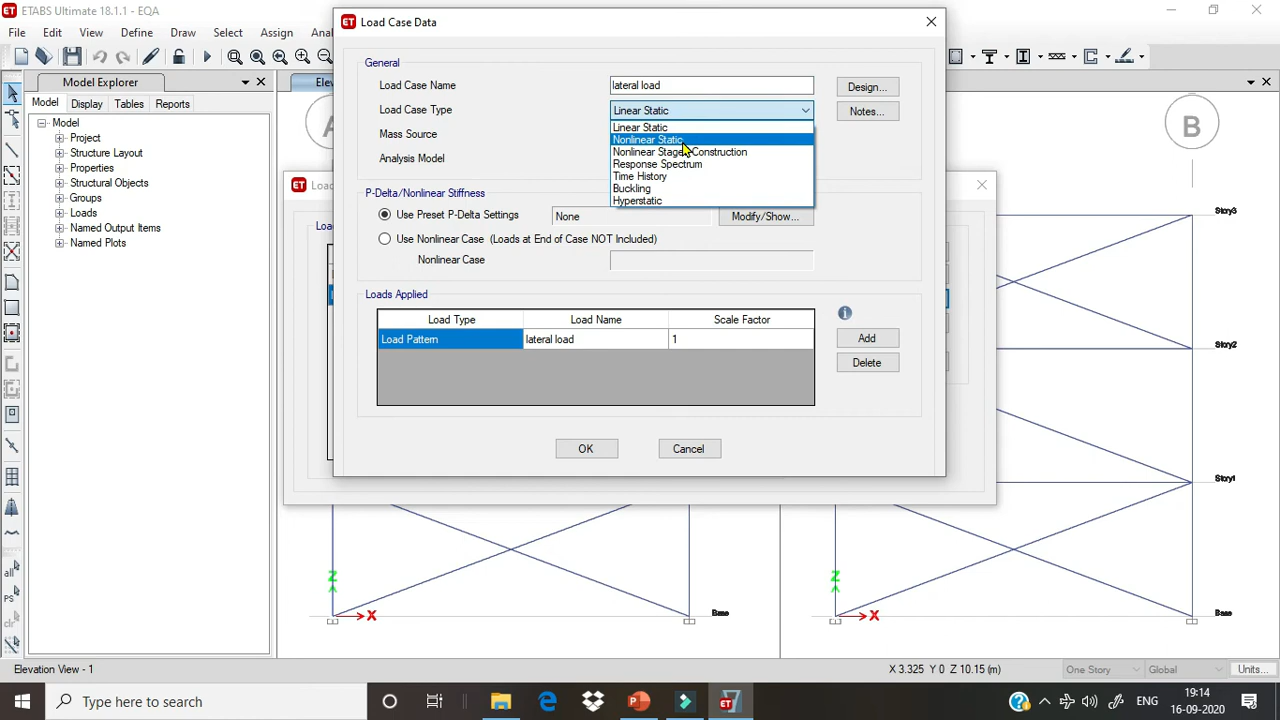 ETABS Ultimate 18.1.1 - EQA
File Edit View Define Draw Select Assign Anal
Model Explorer
Model Display Tables Reports
Model
Project
Structure Layout
Properties
Structural Objects
Groups
Loads
Named Output Items
Named Plots
Elev
A
B
Load Case Data
General
Load Case Name
lateral load
Design...
Load Case Type
Linear Static
Notes...
Mass Source
Analysis Model
Linear Static
Nonlinear Static
Nonlinear Staged Construction
Response Spectrum
Time History
Buckling
Hyperstatic
P-Delta/Nonlinear Stiffness
Use Preset P-Delta Settings
None
Modify/Show...
Use Nonlinear Case (Loads at End of Case NOT Included)
Nonlinear Case
Loads Applied
Load Type Load Name Scale Factor
Load Pattern lateral load 1
Add
Delete
OK Cancel
Story3
Story2
Story1
Base
Base
Z
X
Z
X
Elevation View - 1
X 3.325 Y 0 Z 10.15 (m)
One Story
Global
Units...
Type here to search
ENG
19:14
16-09-2020